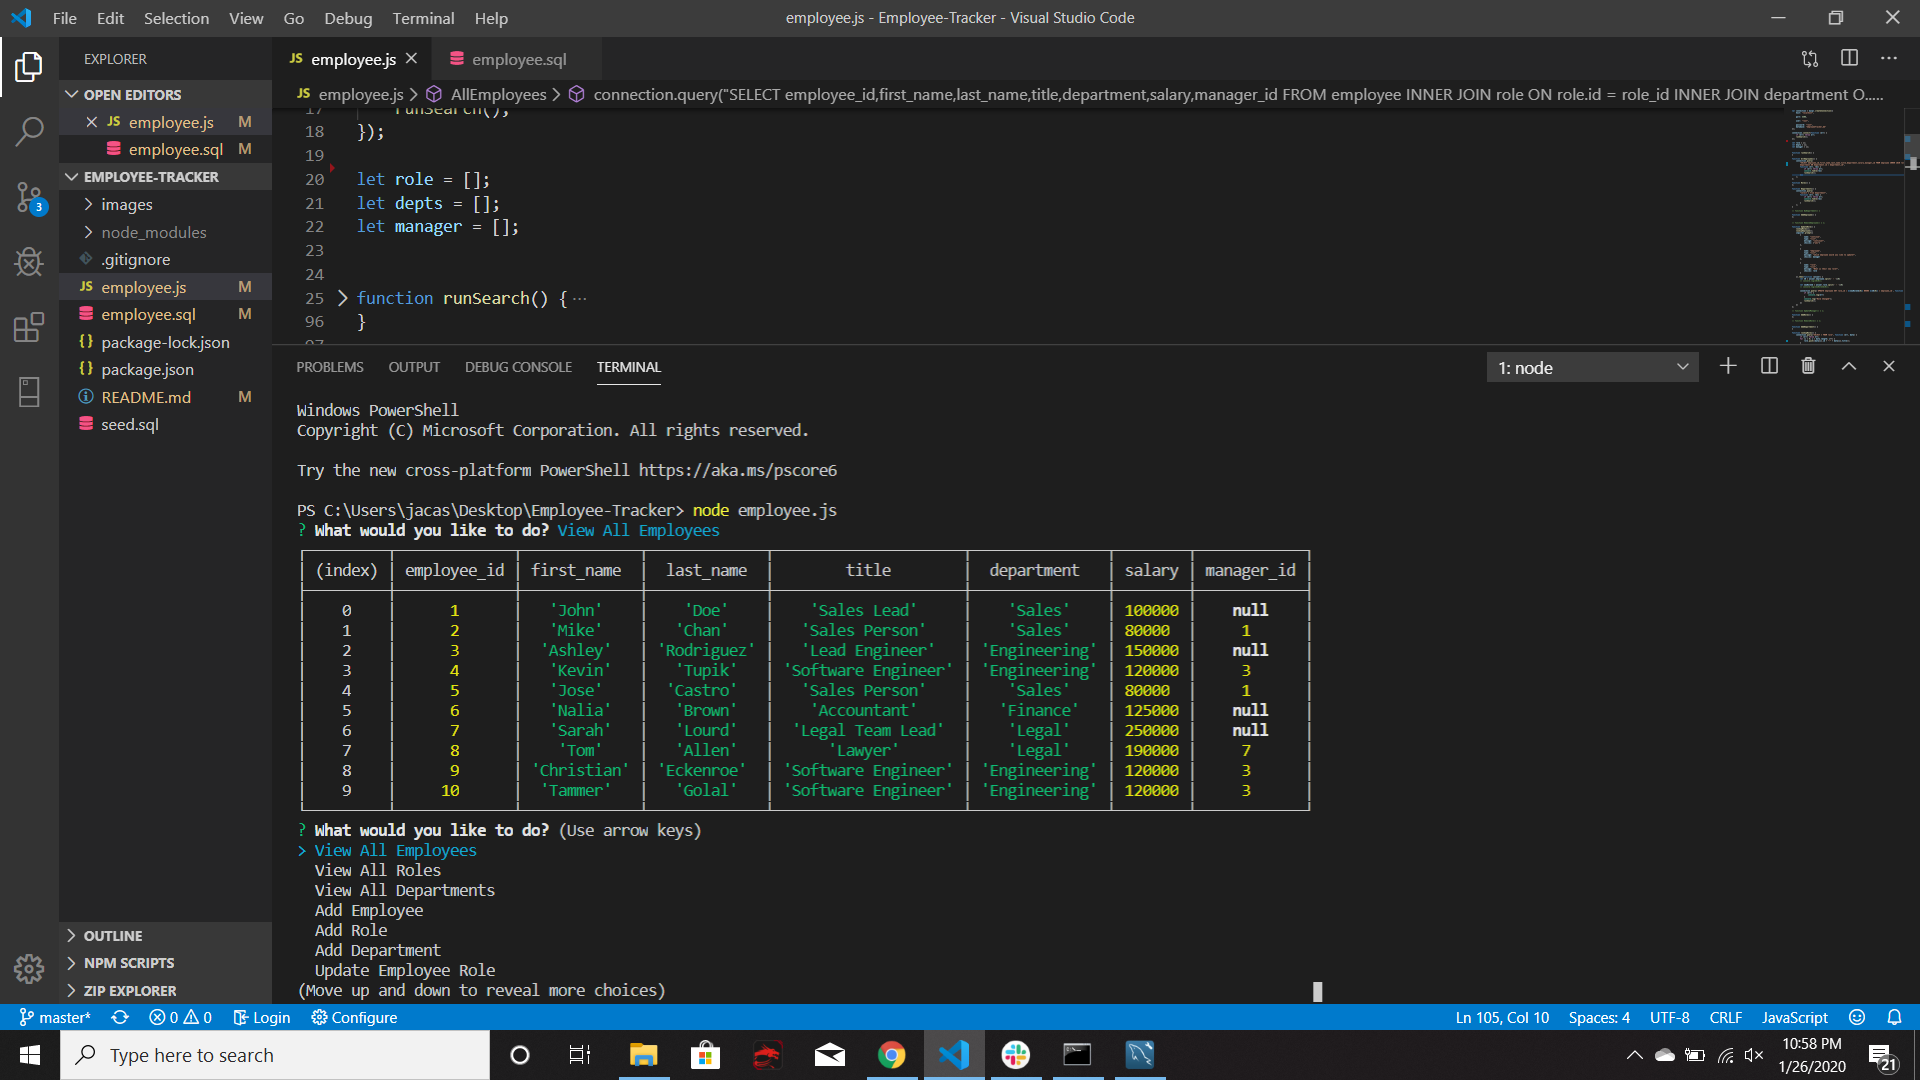 File Edit Selection View Go Debug Terminal Help
employee.js - Employee-Tracker - Visual Studio Code
EXPLORER
OPEN EDITORS
JS employee.js M
employee.sql M
EMPLOYEE-TRACKER
images
node_modules
.gitignore
JS employee.js M
employee.sql M
{} package-lock.json
{} package.json
README.md M
seed.sql
OUTLINE
NPM SCRIPTS
ZIP EXPLORER
3
JS employee.js employee.sql
JS employee.js > AllEmployees > connection.query("SELECT employee_id,first_name,last_name,title,department,salary,manager_id FROM employee INNER JOIN role ON role.id = role_id INNER JOIN department O......
17 runSearch();
18 });
19
20 let role = [];
21 let depts = [];
22 let manager = [];
23
24
25 function runSearch() { ...
96 }
97
PROBLEMS OUTPUT DEBUG CONSOLE TERMINAL
1: node
Windows PowerShell
Copyright (C) Microsoft Corporation. All rights reserved.
Try the new cross-platform PowerShell https://aka.ms/pscore6
PS C:\Users\jacas\Desktop\Employee-Tracker> node employee.js
? What would you like to do? View All Employees
(index) employee_id first_name last_name title department salary manager_id
0 1 'John' 'Doe' 'Sales Lead' 'Sales' 100000 null
1 2 'Mike' 'Chan' 'Sales Person' 'Sales' 80000 1
2 3 'Ashley' 'Rodriguez' 'Lead Engineer' 'Engineering' 150000 null
3 4 'Kevin' 'Tupik' 'Software Engineer' 'Engineering' 120000 3
4 5 'Jose' 'Castro' 'Sales Person' 'Sales' 80000 1
5 6 'Nalia' 'Brown' 'Accountant' 'Finance' 125000 null
6 7 'Sarah' 'Lourd' 'Legal Team Lead' 'Legal' 250000 null
7 8 'Tom' 'Allen' 'Lawyer' 'Legal' 190000 7
8 9 'Christian' 'Eckenroe' 'Software Engineer' 'Engineering' 120000 3
9 10 'Tammer' 'Golal' 'Software Engineer' 'Engineering' 120000 3
? What would you like to do? (Use arrow keys)
> View All Employees
View All Roles
View All Departments
Add Employee
Add Role
Add Department
Update Employee Role
(Move up and down to reveal more choices)
master* 0 0 Login Configure
Ln 105, Col 10 Spaces: 4 UTF-8 CRLF JavaScript
Type here to search
10:58 PM
1/26/2020
21